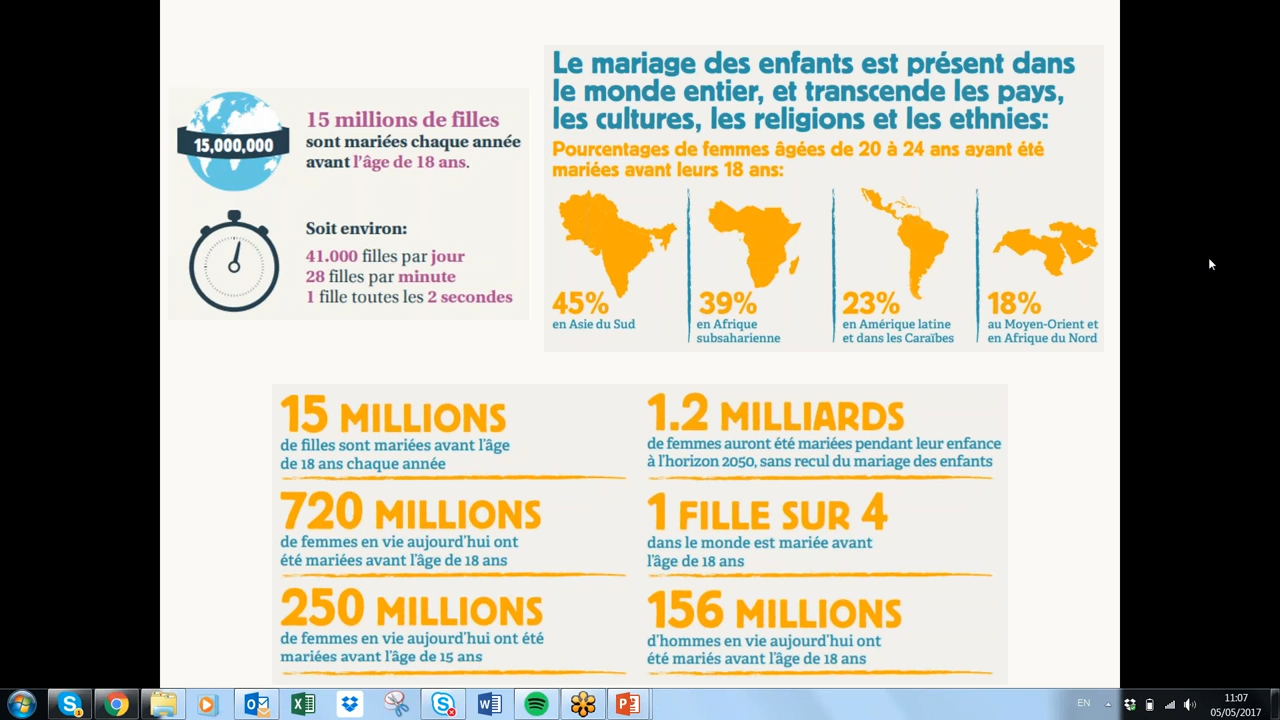 15,000,000
15 millions de filles
sont mariées chaque année
avant l'âge de 18 ans.
Soit environ:
41.000 filles par jour
28 filles par minute
1 fille toutes les 2 secondes
Le mariage des enfants est présent dans
le monde entier, et transcende les pays,
les cultures, les religions et les ethnies:
Pourcentages de femmes âgées de 20 à 24 ans ayant été
mariées avant leurs 18 ans:
45%
en Asie du Sud
39%
en Afrique
subsaharienne
23%
en Amérique latine
et dans les Caraïbes
18%
au Moyen-Orient et
en Afrique du Nord
15 MILLIONS
de filles sont mariées avant l'âge
de 18 ans chaque année
720 MILLIONS
de femmes en vie aujourd'hui ont
été mariées avant l'âge de 18 ans
250 MILLIONS
de femmes en vie aujourd'hui ont été
mariées avant l'âge de 15 ans
1.2 MILLIARDS
de femmes auront été mariées pendant leur enfance
à l'horizon 2050, sans recul du mariage des enfants
1 FILLE SUR 4
dans le monde est mariée avant
l'âge de 18 ans
156 MILLIONS
d'hommes en vie aujourd'hui ont
été mariés avant l'âge de 18 ans
EN
11:07
05/05/2017